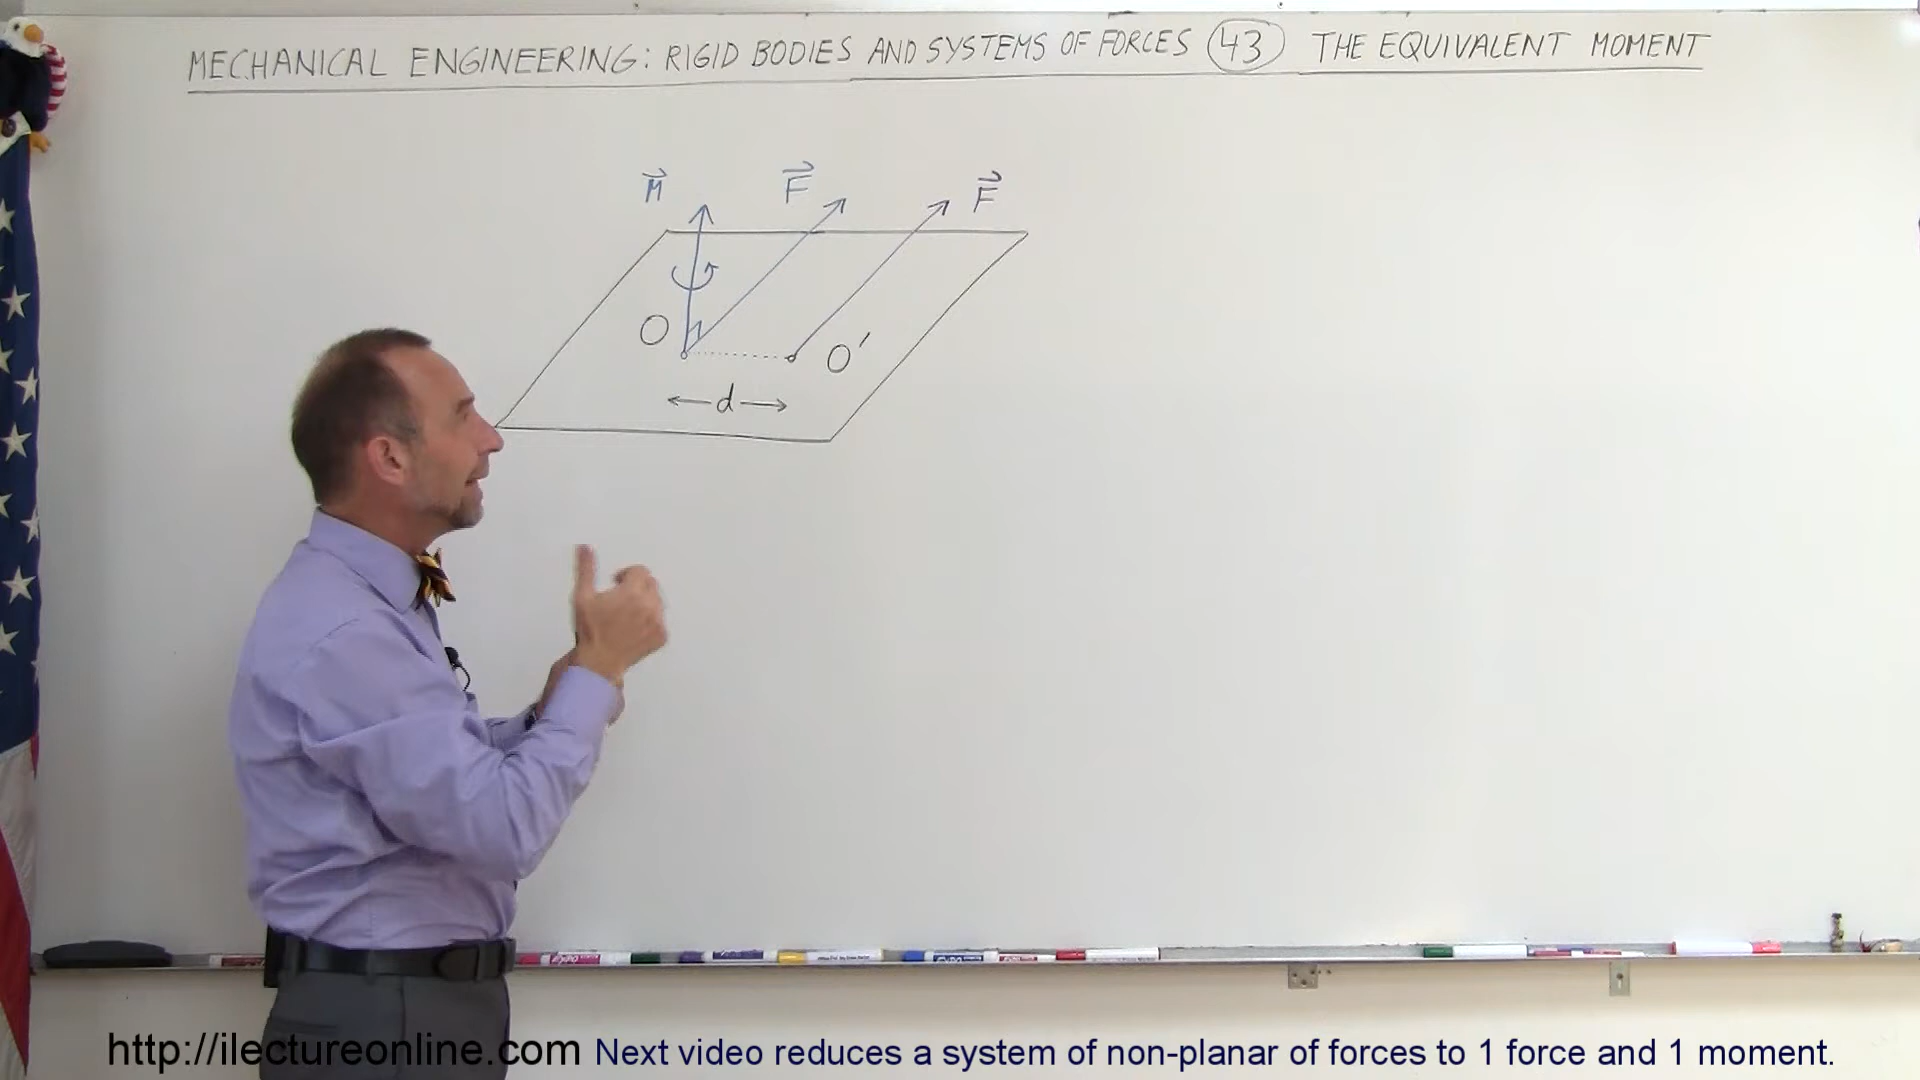 MECHANICAL ENGINEERING: RIGID BODIES AND SYSTEMS OF FORCES 43 THE EQUIVALENT MOMENT
M F F
O O'
d
http://ilectureonline.com Next video reduces a system of non-planar of forces to 1 force and 1 moment.